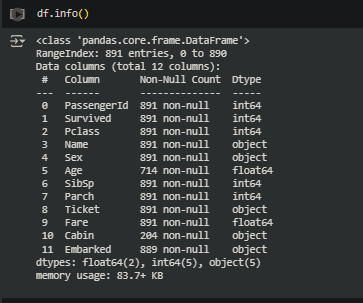 df.info()
<class 'pandas.core.frame.DataFrame'>
RangeIndex: 891 entries, 0 to 890
Data columns (total 12 columns):
 #   Column       Non-Null Count  Dtype
---  ------       --------------  -----
 0   PassengerId  891 non-null    int64
 1   Survived     891 non-null    int64
 2   Pclass       891 non-null    int64
 3   Name         891 non-null    object
 4   Sex          891 non-null    object
 5   Age          714 non-null    float64
 6   SibSp        891 non-null    int64
 7   Parch        891 non-null    int64
 8   Ticket       891 non-null    object
 9   Fare         891 non-null    float64
 10  Cabin        204 non-null    object
 11  Embarked     889 non-null    object
dtypes: float64(2), int64(5), object(5)
memory usage: 83.7+ KB